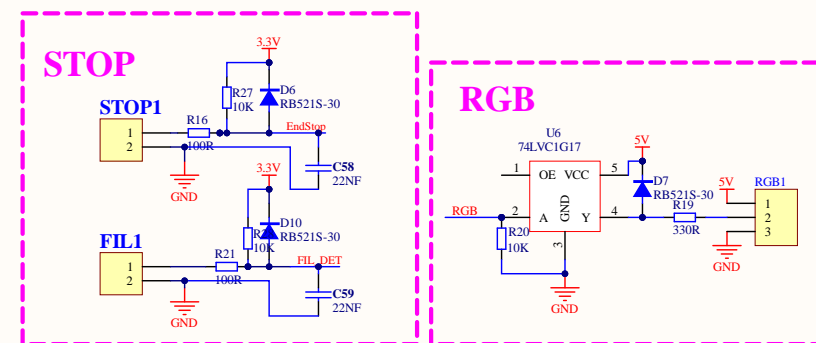 STOP
3.3V
R27
10K
D6
RB521S-30
STOP1
R16
EndStop
1
2
100R
C58
22NF
GND
3.3V
D10
RB521S-30
10K
FIL1
R21
FIL_DET
1
2
100R
C59
22NF
GND
RGB
U6
74LVC1G17
5V
1
OE
VCC
5
D7
RB521S-30
5V
RGB1
GND
R19
1
RGB
2
A
Y
4
2
R20
10K
330R
3
3
GND
GND